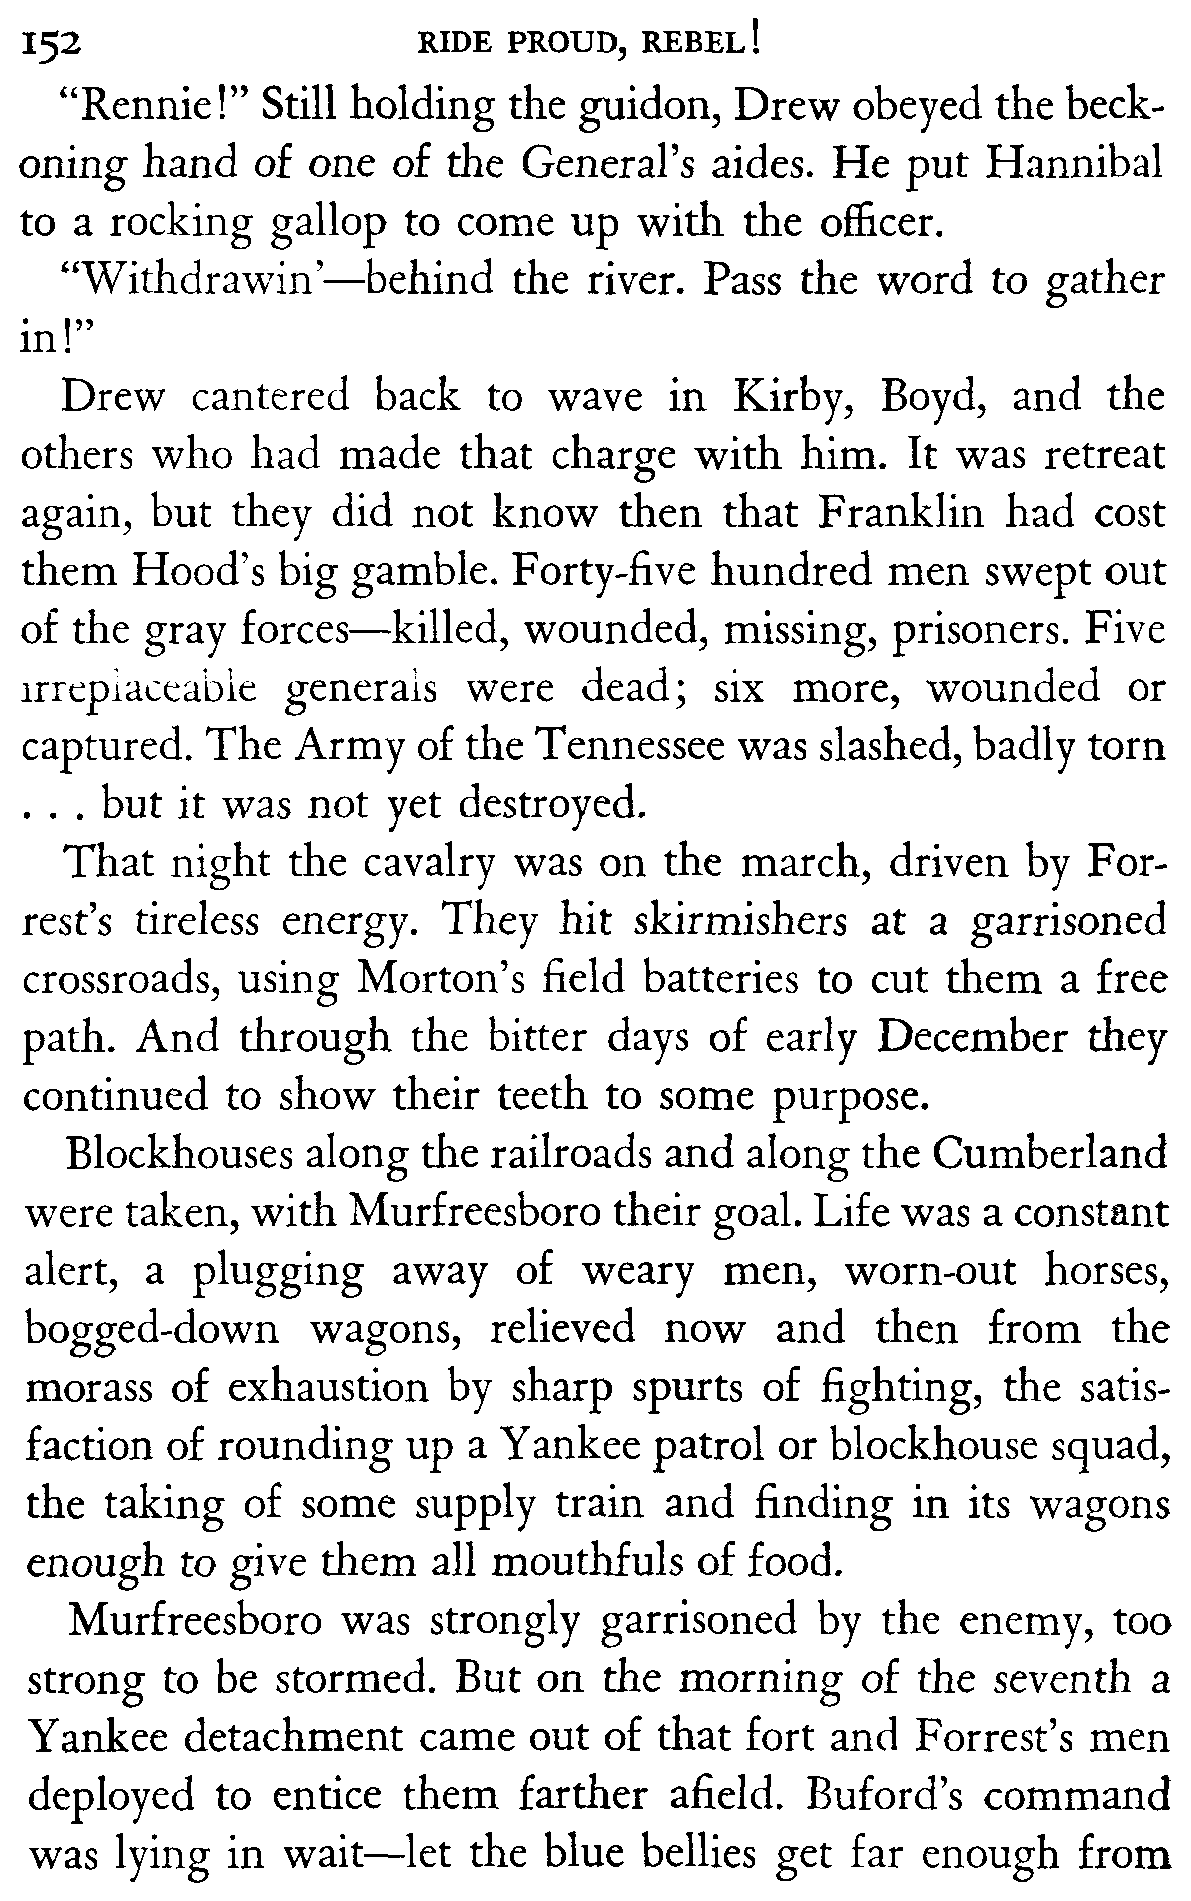 152 RIDE PROUD, REBEL!
“Rennie!” Still holding the guidon, Drew obeyed the beck-
oning hand of one of the General’s aides. He put Hannibal
to a rocking gallop to come up with the officer.
“Withdrawin’—behind the river. Pass the word to gather
in!”
Drew cantered back to wave in Kirby, Boyd, and the
others who had made that charge with him. It was retreat
again, but they did not know then that Franklin had cost
them Hood’s big gamble. Forty-five hundred men swept out
of the gray forces—killed, wounded, missing, prisoners. Five
irreplaceable generals were dead; six more, wounded or
captured. The Army of the Tennessee was slashed, badly torn
. . . but it was not yet destroyed.
That night the cavalry was on the march, driven by For-
rest’s tireless energy. They hit skirmishers at a garrisoned
crossroads, using Morton’s field batteries to cut them a free
path. And through the bitter days of early December they
continued to show their teeth to some purpose.
Blockhouses along the railroads and along the Cumberland
were taken, with Murfreesboro their goal. Life was a constant
alert, a plugging away of weary men, worn-out horses,
bogged-down wagons, relieved now and then from the
morass of exhaustion by sharp spurts of fighting, the satis-
faction of rounding up a Yankee patrol or blockhouse squad,
the taking of some supply train and finding in its wagons
enough to give them all mouthfuls of food.
Murfreesboro was strongly garrisoned by the enemy, too
strong to be stormed. But on the morning of the seventh a
Yankee detachment came out of that fort and Forrest’s men
deployed to entice them farther afield. Buford’s command
was lying in wait—let the blue bellies get far enough from